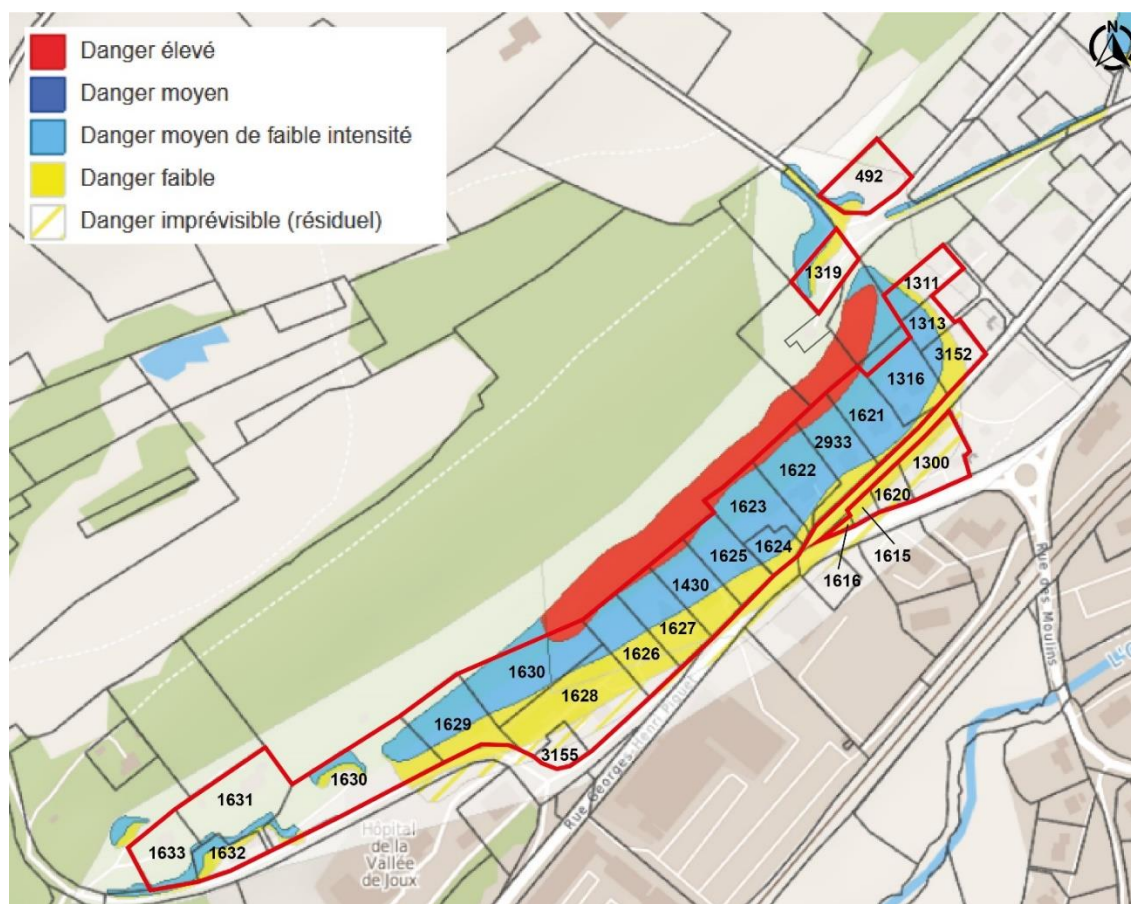 N
Danger élevé
Danger moyen
Danger moyen de faible intensité
Danger faible
Danger imprévisible (résiduel)
492
1319
1311
1313
3152
1316
1621
2933
1300
1622
1620
1623
1624
1625
1615
1616
1430
1627
1626
1630
1628
1629
3155
1630
1631
1633
1632
Rue des Moulins
Rue Georges Henri Piguet
Hôpital
de la
Vallée
de Joux